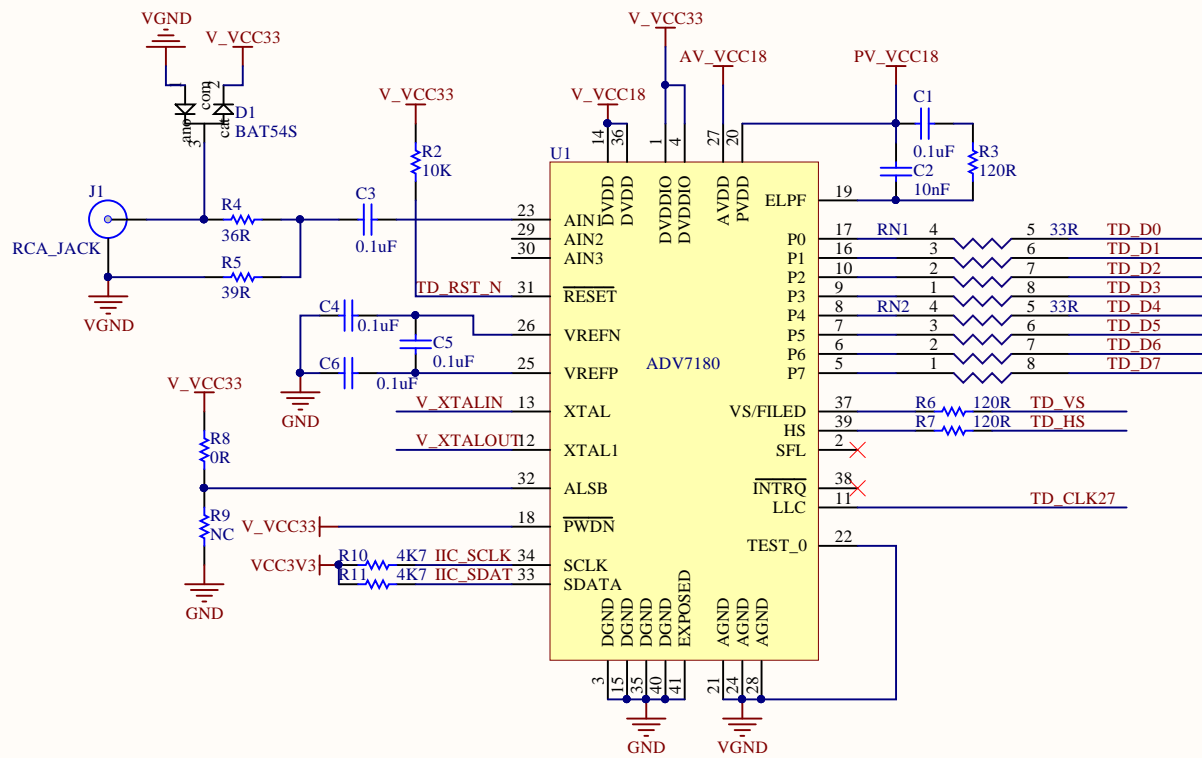 VGND
V_VCC33
1
com
2
D1
BAT54S
ano
3
cat
V_VCC33
R2
10K
J1
RCA_JACK
R4
36R
R5
39R
VGND
C3
0.1uF
TD_RST_N
C4
0.1uF
C5
0.1uF
C6
0.1uF
GND
V_XTALIN
V_XTALOUT
V_VCC33
R8
0R
R9
NC
GND
V_VCC33
VCC3V3
R10 4K7 IIC_SCLK
R11 4K7 IIC_SDAT
V_VCC33
V_VCC18
AV_VCC18
PV_VCC18
14
36
1
4
27
20
U1
DVDD
DVDD
DVDDIO
DVDDIO
AVDD
PVDD
23 AIN1
29 AIN2
30 AIN3
31 RESET
26 VREFN
25 VREFP
13 XTAL
12 XTAL1
32 ALSB
18 PWDN
34 SCLK
33 SDATA
ADV7180
ELPF 19
C1
0.1uF
C2
10nF
R3
120R
P0 17 RN1 4 5 33R TD_D0
P1 16 3 6 TD_D1
P2 10 2 7 TD_D2
P3 9 1 8 TD_D3
P4 8 RN2 4 5 33R TD_D4
P5 7 3 6 TD_D5
P6 6 2 7 TD_D6
P7 5 1 8 TD_D7
VS/FILED 37 R6 120R TD_VS
HS 39 R7 120R TD_HS
SFL 2
INTRQ 38
LLC 11 TD_CLK27
TEST_0 22
DGND
DGND
DGND
DGND
EXPOSED
AGND
AGND
AGND
3
15
35
40
41
21
24
28
GND
VGND